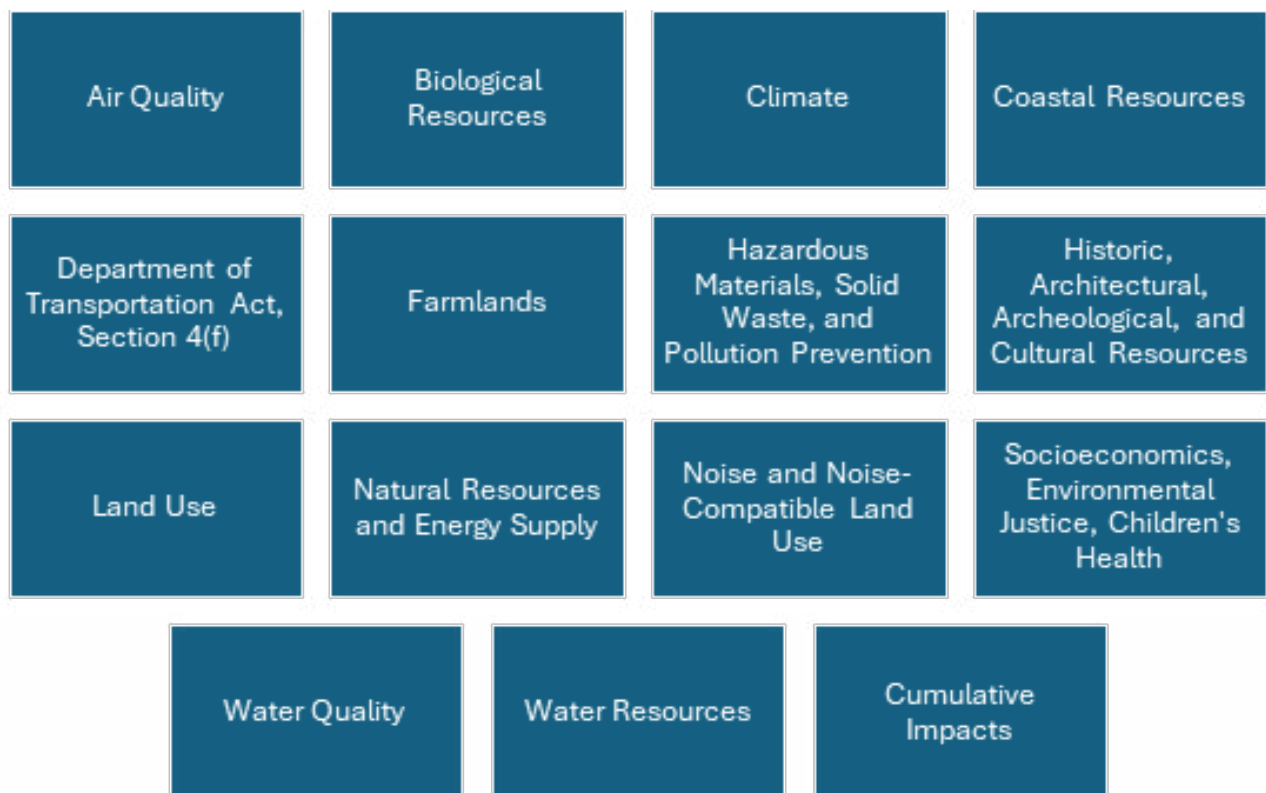 Air Quality
Biological
Resources
Climate
Coastal Resources
Department of
Transportation Act,
Section 4(f)
Farmlands
Hazardous
Materials, Solid
Waste, and
Pollution Prevention
Historic,
Architectural,
Archeological, and
Cultural Resources
Land Use
Natural Resources
and Energy Supply
Noise and Noise-
Compatible Land
Use
Socioeconomics,
Environmental
Justice, Children's
Health
Water Quality
Water Resources
Cumulative
Impacts